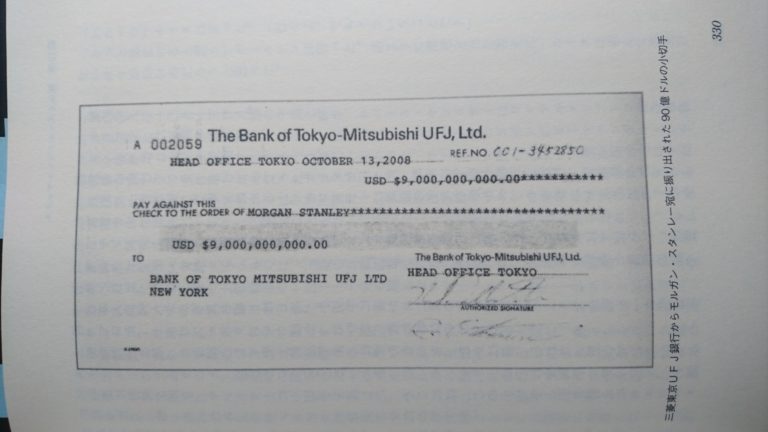 A 002059 The Bank of Tokyo-Mitsubishi UFJ, Ltd.
HEAD OFFICE TOKYO OCTOBER 13,2008 REF.NO. CC1-3452850
USD $9,000,000,000.00***********
PAY AGAINST THIS
CHECK TO THE ORDER OF MORGAN STANLEY**********************************
USD $9,000,000,000.00
TO The Bank of Tokyo-Mitsubishi UFJ, Ltd.
BANK OF TOKYO MITSUBISHI UFJ LTD HEAD OFFICE TOKYO
NEW YORK
AUTHORIZED SIGNATURE
三菱東京UFJ銀行からモルガン・スタンレー宛に振り出された90億ドルの小切手
330